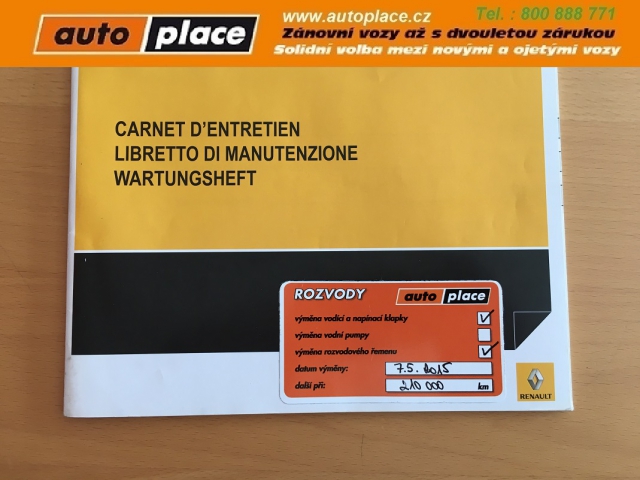 auto place
www.autoplace.cz
Tel. : 800 888 771
Zánovní vozy až s dvouletou zárukou
Solidní volba mezi novými a ojetými vozy
CARNET D'ENTRETIEN
LIBRETTO DI MANUTENZIONE
WARTUNGSHEFT
ROZVODY
auto place
výměna vodící a napínací kladky
výměna vodní pumpy
výměna rozvodového řemenu
datum výměny: 7.5.2015
další při: 210 000 km
RENAULT